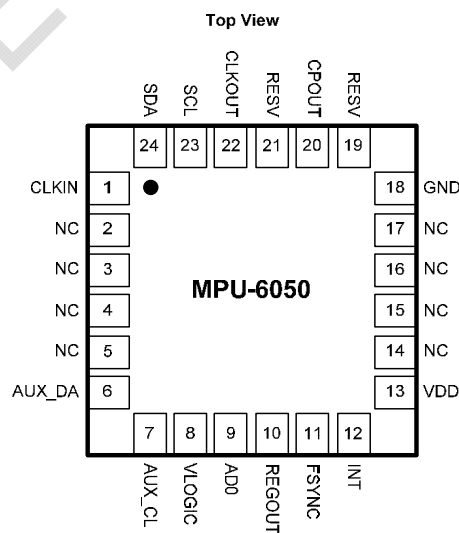 Top View
SDA SCL CLKOUT RESV CPOUT RESV
24 23 22 21 20 19
CLKIN 1 18 GND
NC 2 17 NC
NC 3 16 NC
MPU-6050
NC 4 15 NC
NC 5 14 NC
AUX_DA 6 13 VDD
7 8 9 10 11 12
AUX_CL VLOGIC AD0 REGOUT FSYNC INT